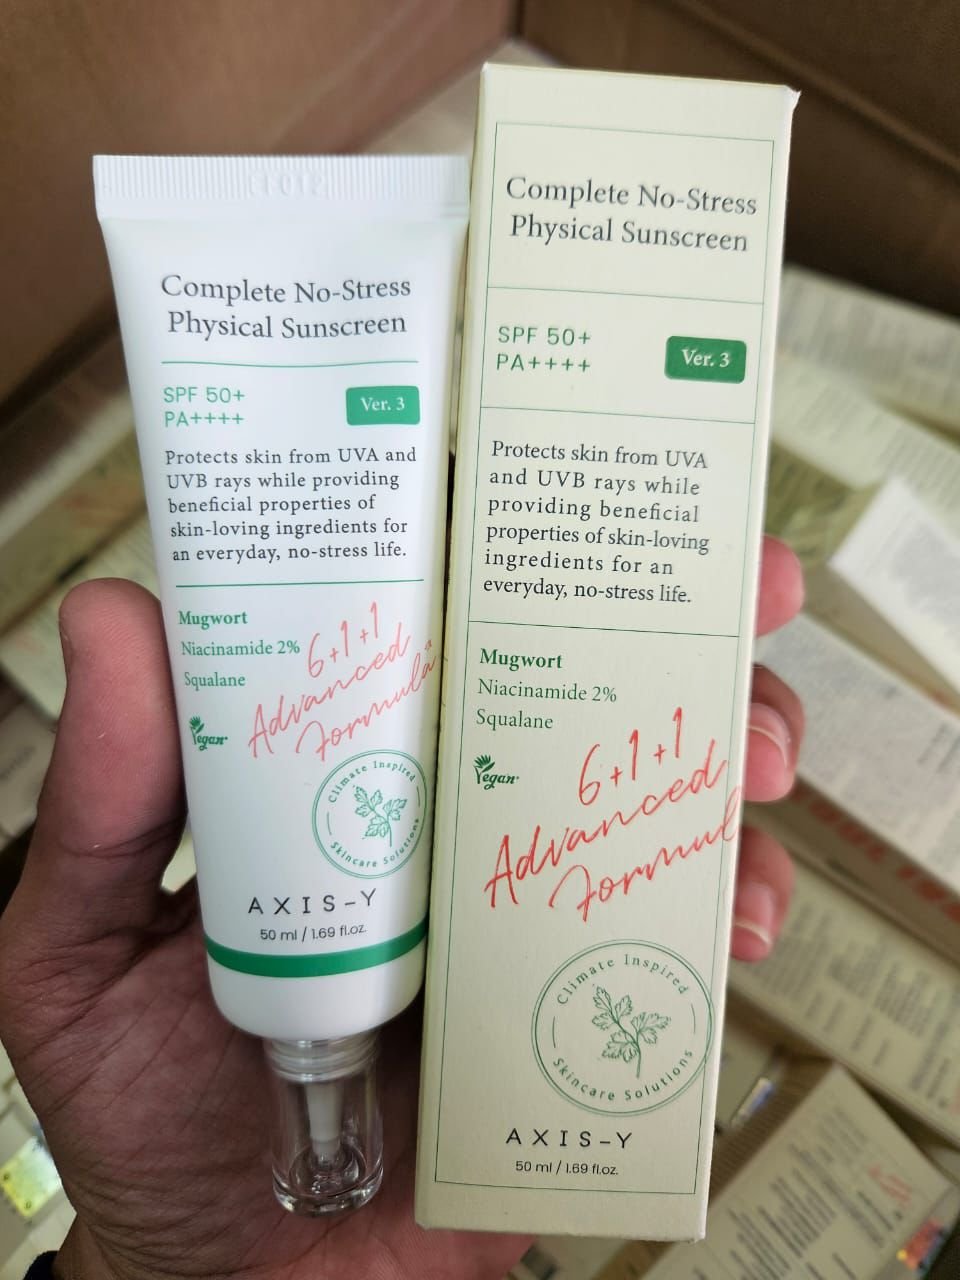 Complete No-Stress
Physical Sunscreen
SPF 50+
PA++++
Ver. 3
Protects skin from UVA and
UVB rays while providing
beneficial properties of
skin-loving ingredients for
an everyday, no-stress life.
Mugwort
Niacinamide 2%
Squalane
Vegan
6+1+1
Advanced
Formula
Climate Inspired
Skincare Solutions
AXIS-Y
50 ml / 1.69 fl.oz.
Complete No-Stress
Physical Sunscreen
SPF 50+
PA++++
Ver. 3
Protects skin from UVA
and UVB rays while
providing beneficial
properties of skin-loving
ingredients for an
everyday, no-stress life.
Mugwort
Niacinamide 2%
Squalane
Vegan
6+1+1
Advanced
Formul
Climate Inspired
Skincare Solutions
AXIS-Y
50 ml / 1.69 fl.oz.